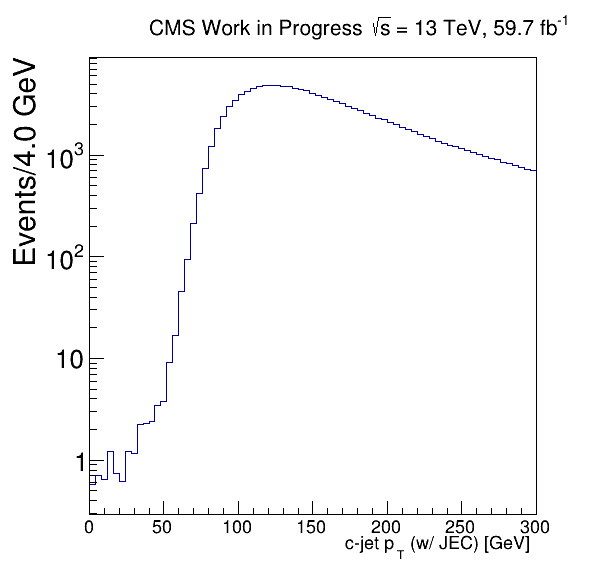 CMS Work in Progress √s = 13 TeV, 59.7 fb⁻¹
Events/4.0 GeV
10³
10²
10
1
0 50 100 150 200 250 300
c-jet p_T (w/ JEC) [GeV]